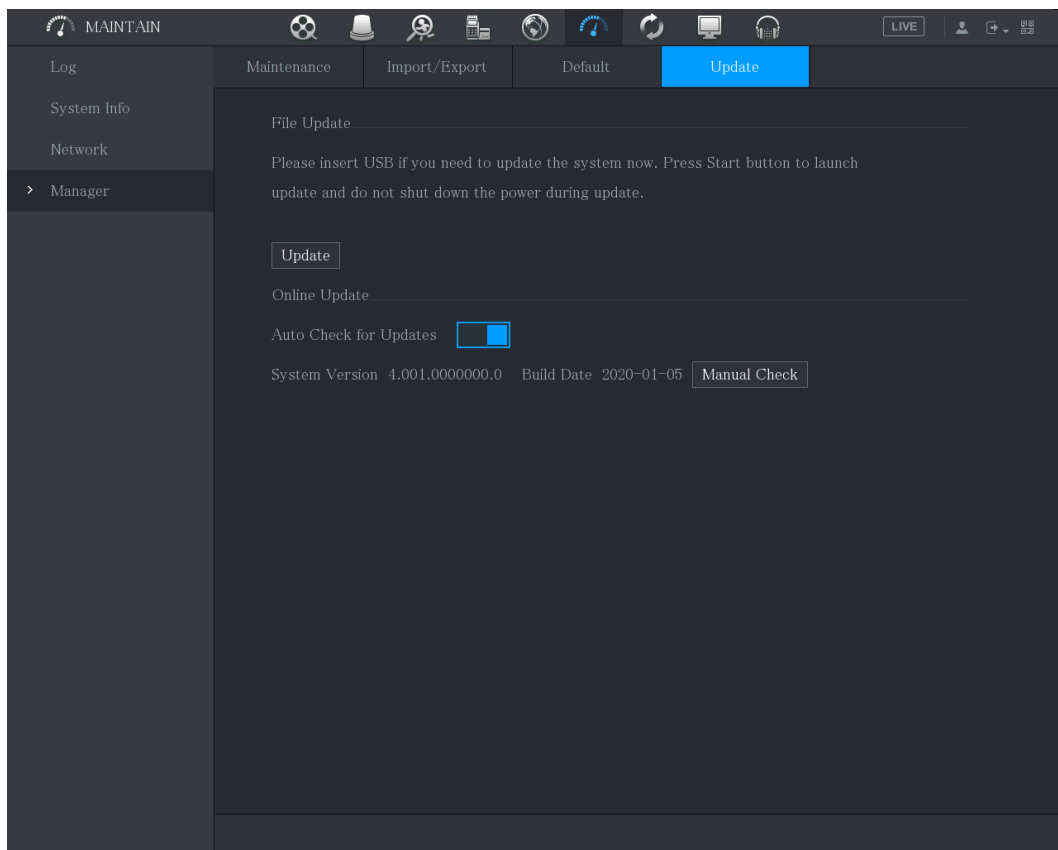 MAINTAIN
LIVE
Log
System Info
Network
Manager
Maintenance
Import/Export
Default
Update
File Update
Please insert USB if you need to update the system now. Press Start button to launch
update and do not shut down the power during update.
Update
Online Update
Auto Check for Updates
System Version 4.001.0000000.0 Build Date 2020-01-05 Manual Check